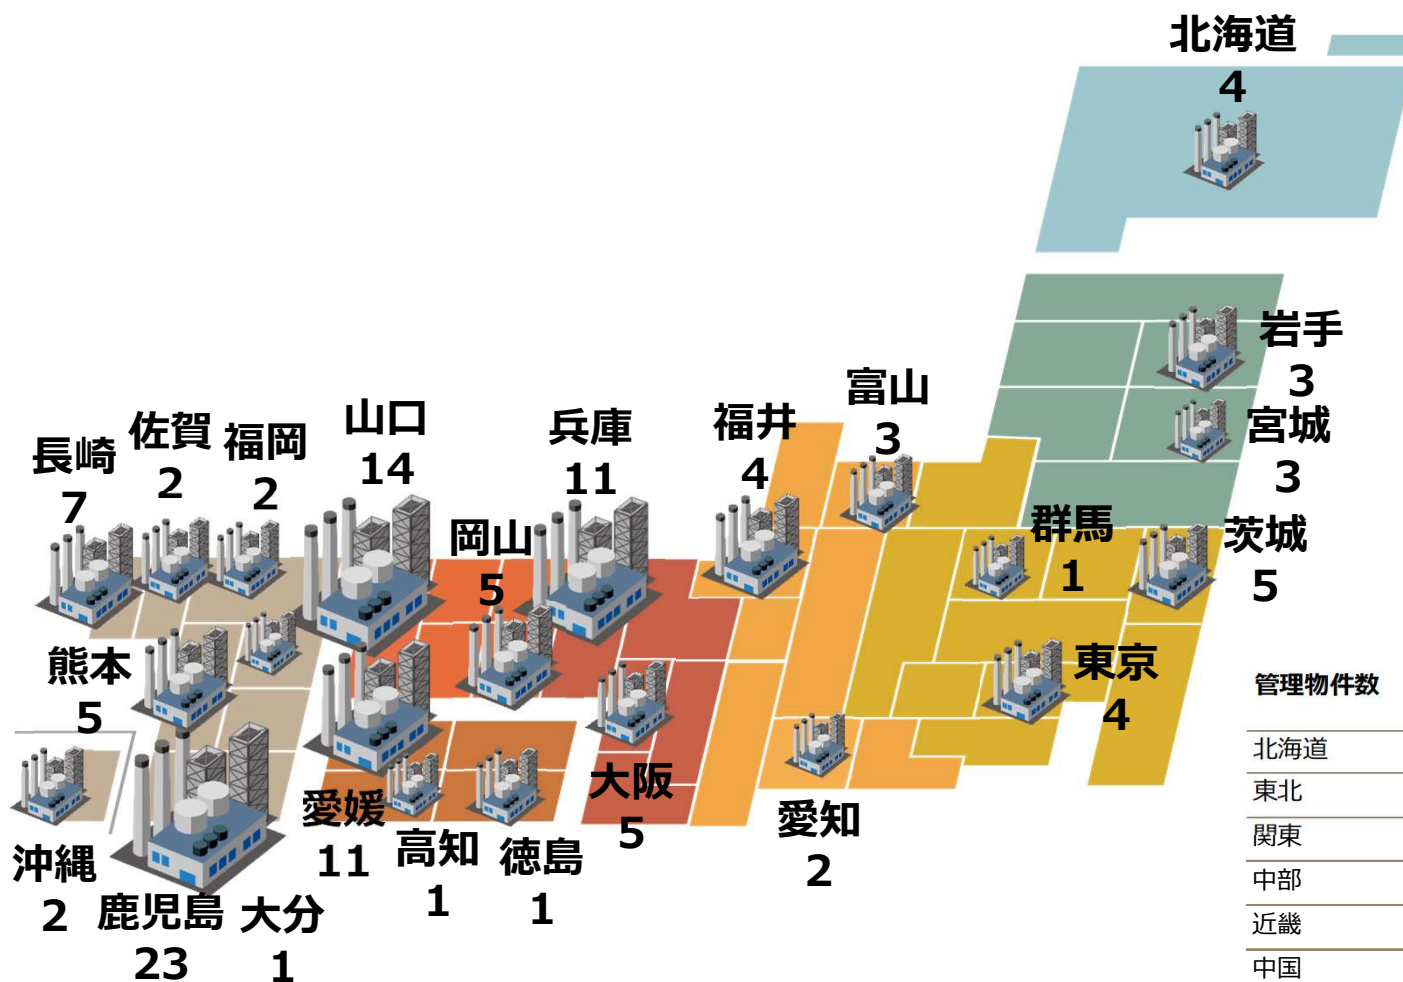 北海道
4
岩手
3
宮城
3
富山
3
福井
4
兵庫
11
山口
14
福岡
2
佐賀
2
長崎
7
岡山
5
群馬
1
茨城
5
熊本
5
東京
4
大阪
5
愛知
2
愛媛
11
高知
1
徳島
1
沖縄
2
鹿児島
23
大分
1
管理物件数
北海道
東北
関東
中部
近畿
中国